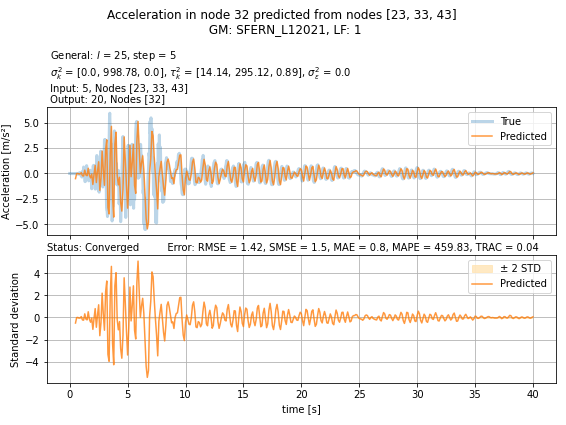 Acceleration in node 32 predicted from nodes [23, 33, 43]
GM: SFERN_L12021, LF: 1
General: l = 25, step = 5
σ²ₖ = [0.0, 998.78, 0.0], τ²ₖ = [14.14, 295.12, 0.89], σ²ε = 0.0
Input: 5, Nodes [23, 33, 43]
Output: 20, Nodes [32]
Acceleration [m/s²]
5.0
2.5
0.0
−2.5
−5.0
True
Predicted
Status: Converged Error: RMSE = 1.42, SMSE = 1.5, MAE = 0.8, MAPE = 459.83, TRAC = 0.04
Standard deviation
4
2
0
−2
−4
± 2 STD
Predicted
0 5 10 15 20 25 30 35 40
time [s]